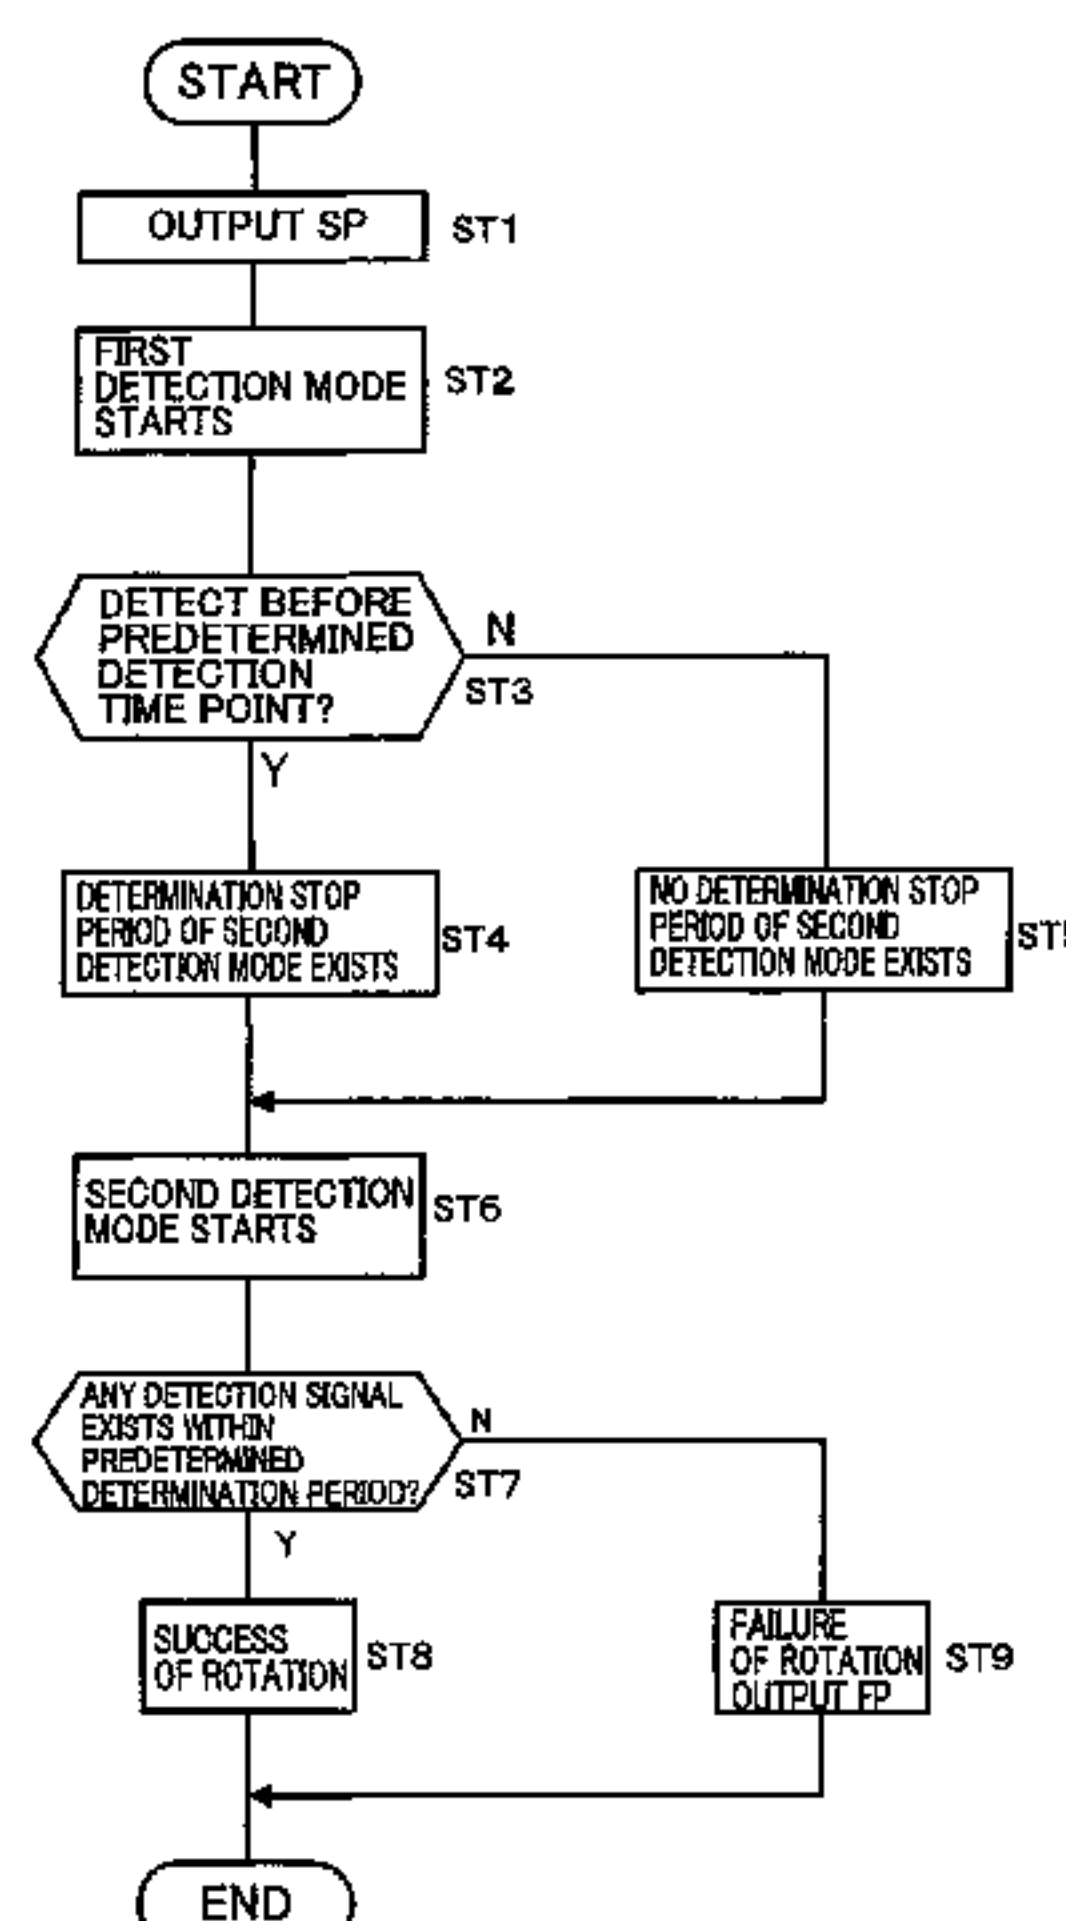 START
OUTPUT SP
ST1
FIRST
DETECTION MODE
STARTS
ST2
DETECT BEFORE
PREDETERMINED
DETECTION
TIME POINT?
N
ST3
Y
DETERMINATION STOP
PERIOD OF SECOND
DETECTION MODE EXISTS
ST4
NO DETERMINATION STOP
PERIOD OF SECOND
DETECTION MODE EXISTS
ST5
SECOND DETECTION
MODE STARTS
ST6
ANY DETECTION SIGNAL
EXISTS WITHIN
PREDETERMINED
DETERMINATION PERIOD?
N
ST7
Y
SUCCESS
OF ROTATION
ST8
FAILURE
OF ROTATION
OUTPUT FP
ST9
END